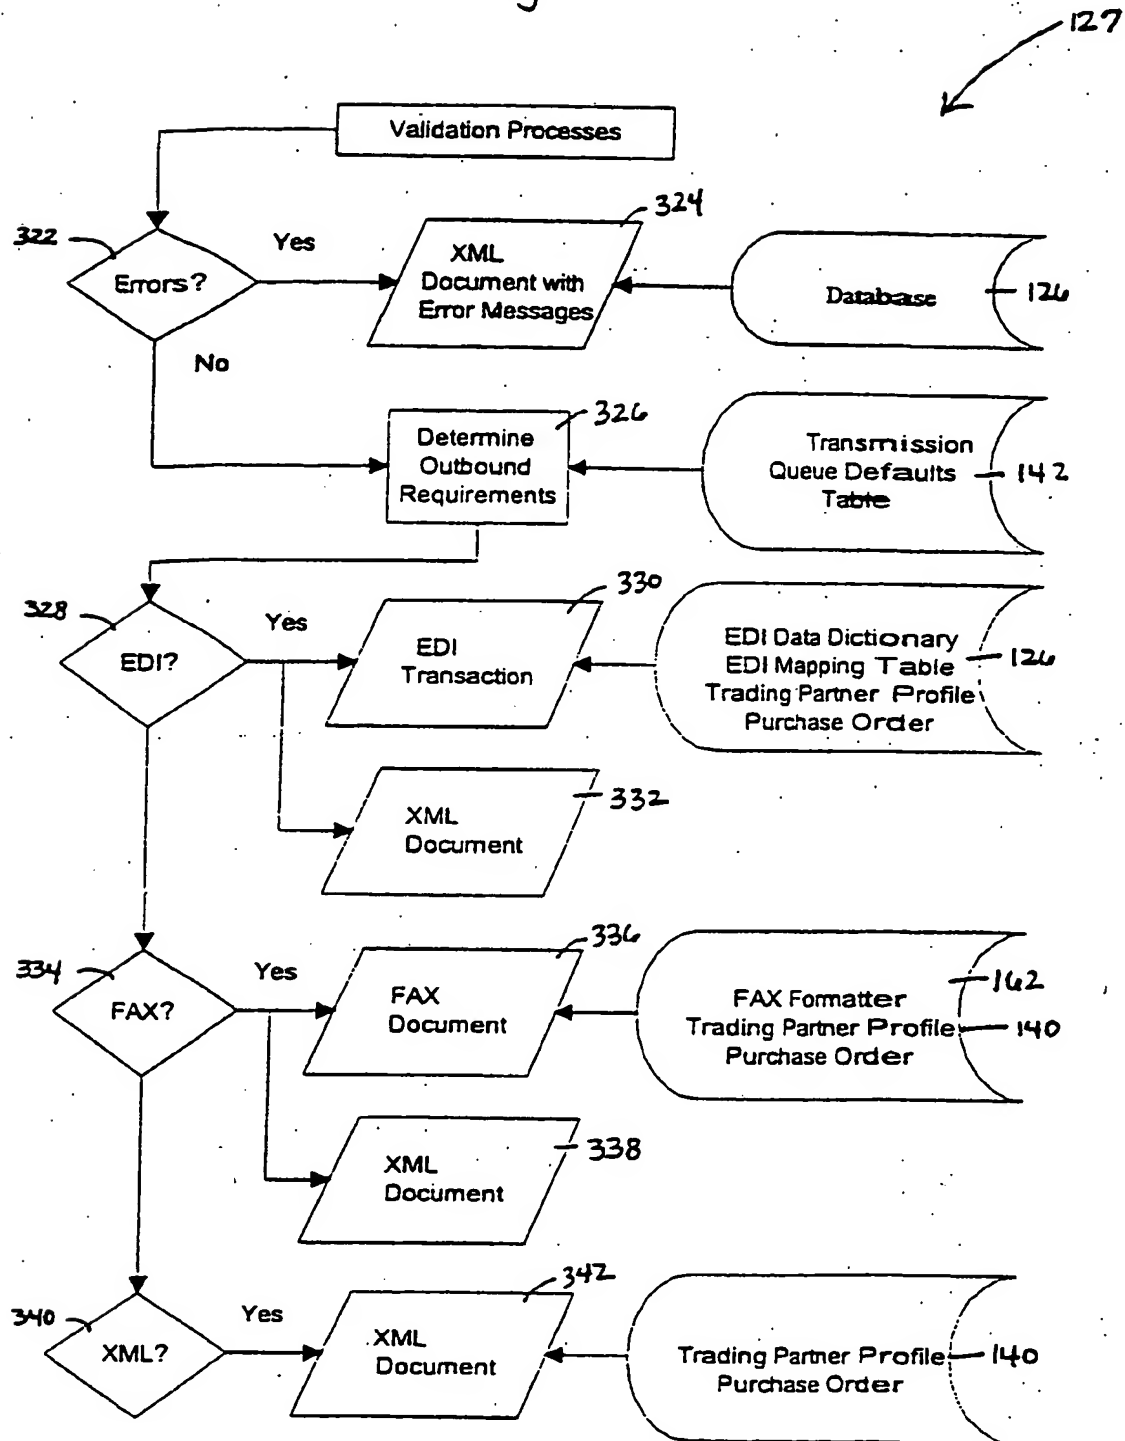 127
Validation Processes
322
Errors?
Yes
No
324
XML
Document with
Error Messages
Database
126
326
Determine
Outbound
Requirements
Transmission
Queue Defaults
Table
142
328
EDI?
Yes
330
EDI
Transaction
EDI Data Dictionary
EDI Mapping Table
Trading Partner Profile
Purchase Order
126
332
XML
Document
334
FAX?
Yes
336
FAX
Document
FAX Formatter
Trading Partner Profile
Purchase Order
162
140
338
XML
Document
340
XML?
Yes
342
XML
Document
Trading Partner Profile
Purchase Order
140